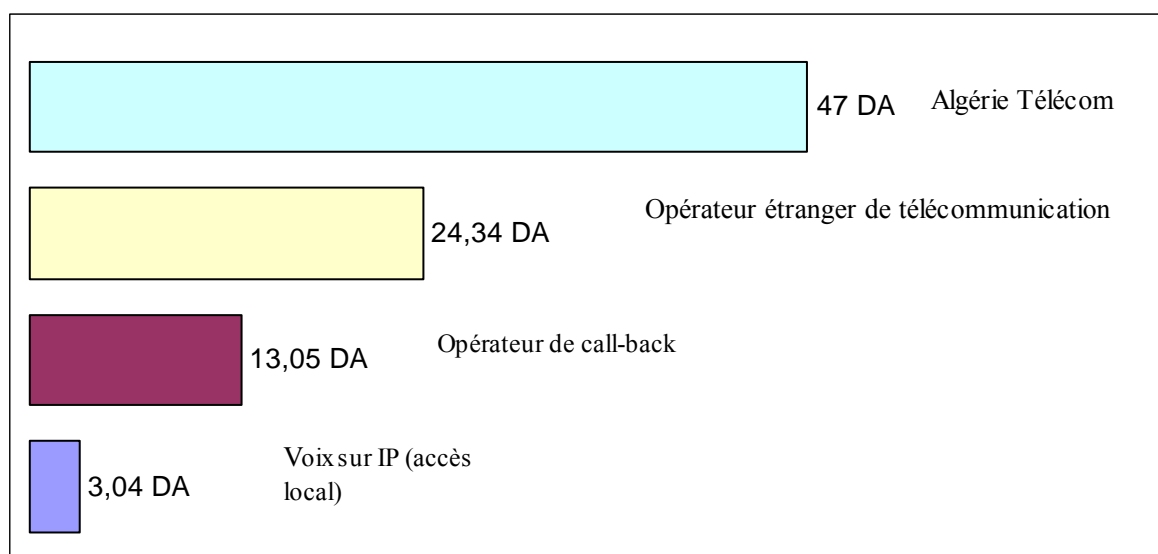 47 DA Algérie Télécom
24,34 DA Opérateur étranger de télécommunication
13,05 DA Opérateur de call-back
3,04 DA Voix sur IP (accès
local)